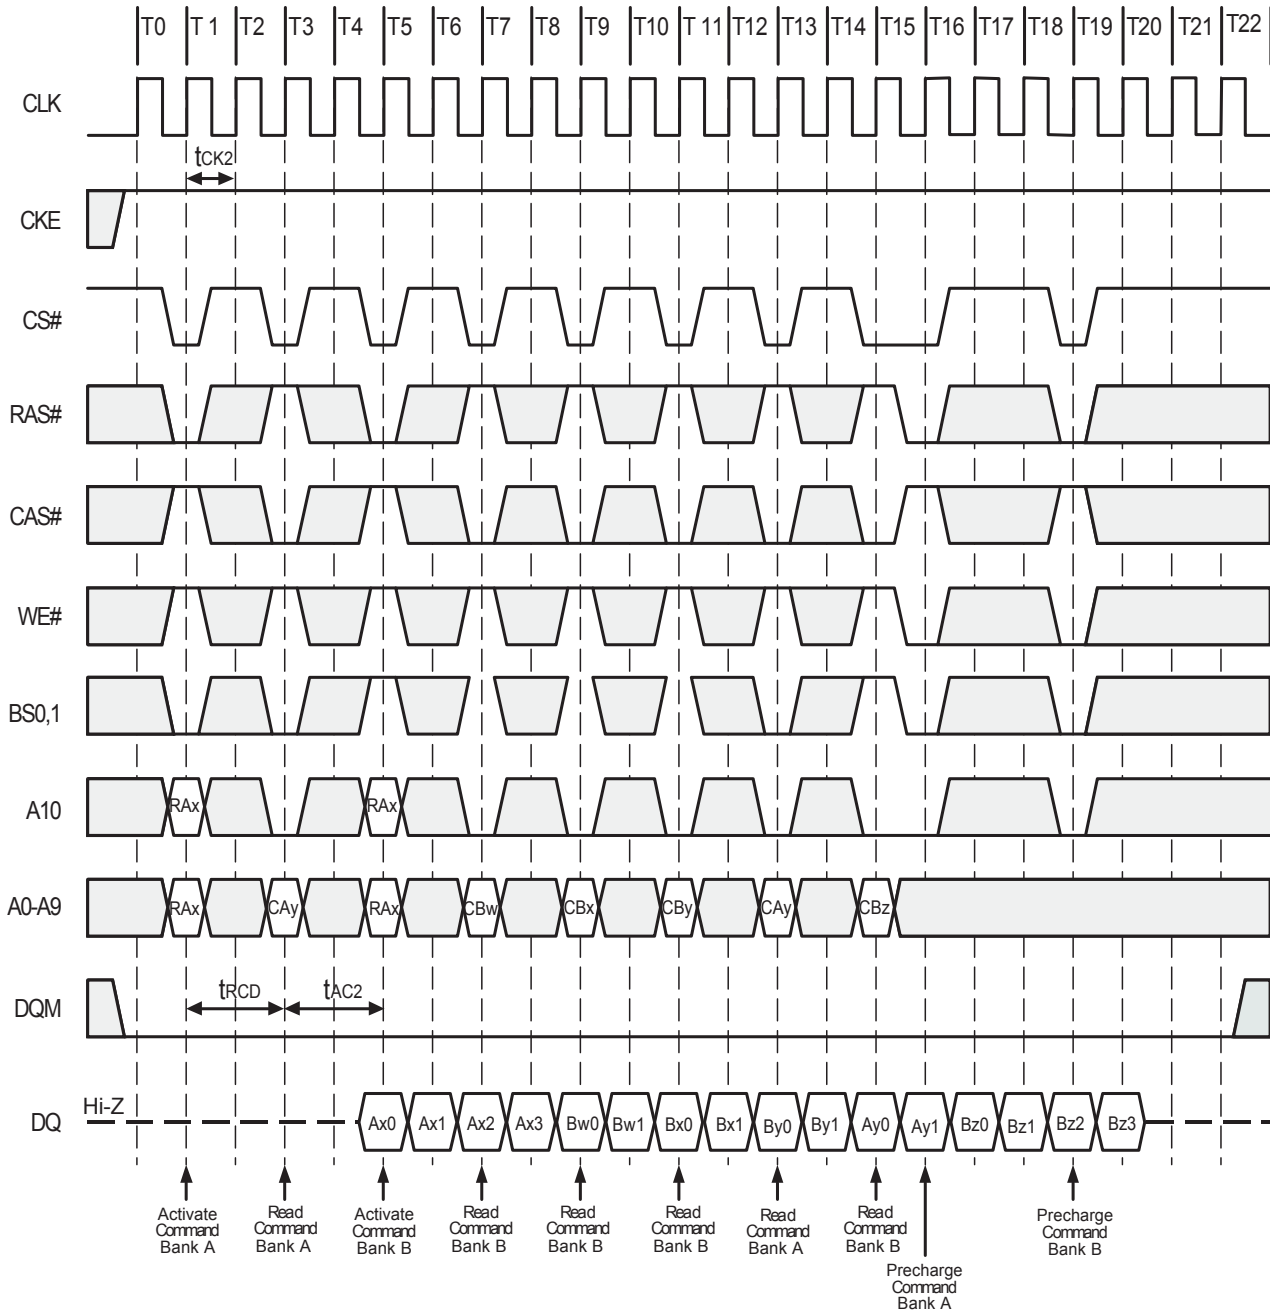 T0 T 1 T2 T3 T4 T5 T6 T7 T8 T9 T10 T 11 T12 T13 T14 T15 T16 T17 T18 T19 T20 T21 T22
CLK
tCK2
CKE
CS#
RAS#
CAS#
WE#
BS0,1
A10 RAx RAx
A0-A9 RAx CAy RAx CBw CBx CBy CAy CBz
DQM tRCD tAC2
DQ Hi-Z Ax0 Ax1 Ax2 Ax3 Bw0 Bw1 Bx0 Bx1 By0 By1 Ay0 Ay1 Bz0 Bz1 Bz2 Bz3
Activate
Command
Bank A
Read
Command
Bank A
Activate
Command
Bank B
Read
Command
Bank B
Read
Command
Bank B
Read
Command
Bank B
Read
Command
Bank A
Read
Command
Bank B
Precharge
Command
Bank A
Precharge
Command
Bank B